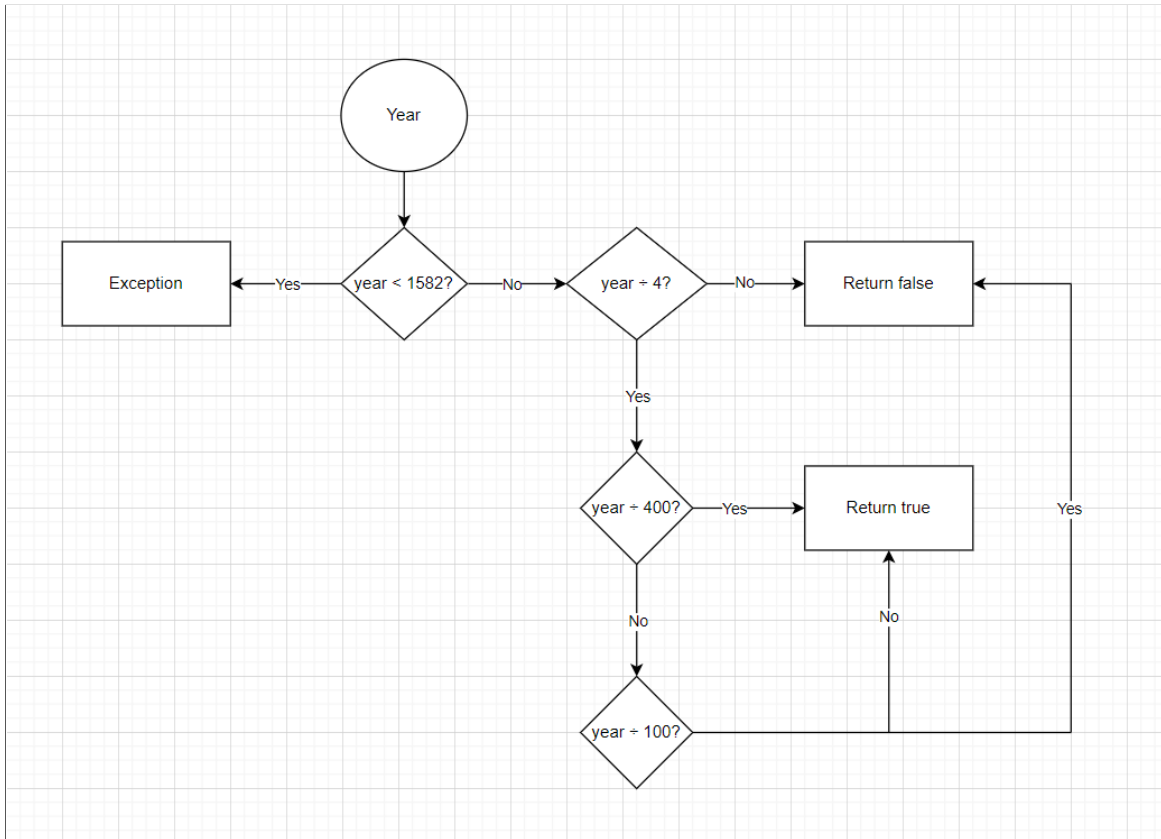 Year
Exception
Yes
year < 1582?
No
year ÷ 4?
No
Return false
Yes
year ÷ 400?
Yes
Return true
Yes
No
No
year ÷ 100?